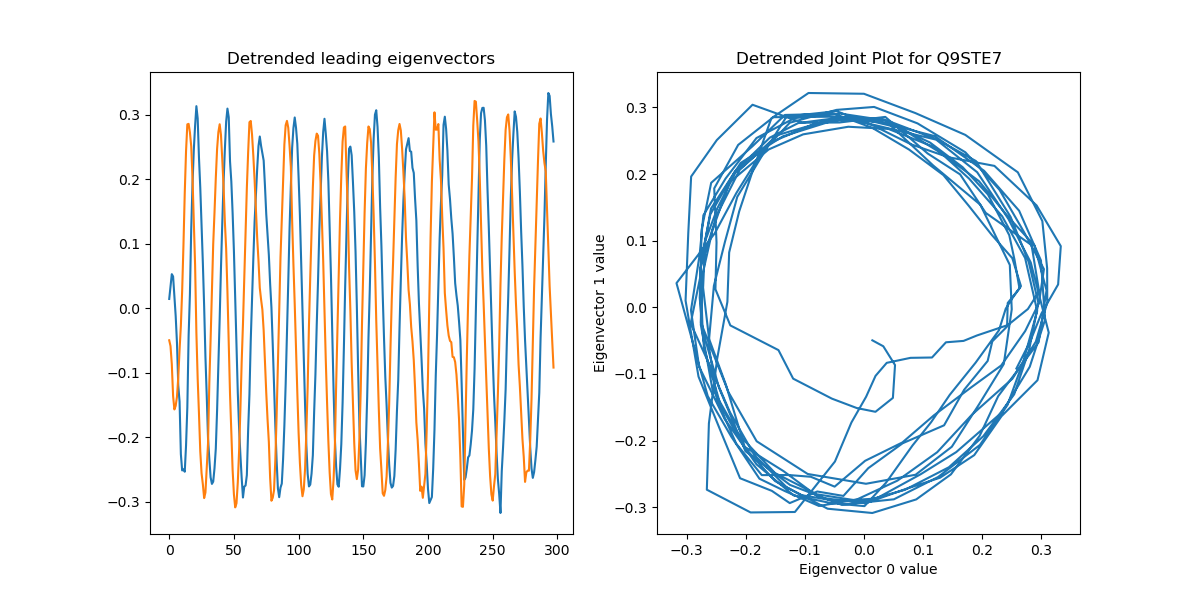 Detrended leading eigenvectors
0.3
0.2
0.1
0.0
−0.1
−0.2
−0.3
0 50 100 150 200 250 300
Detrended Joint Plot for Q9STE7
Eigenvector 1 value
0.3
0.2
0.1
0.0
−0.1
−0.2
−0.3
−0.3 −0.2 −0.1 0.0 0.1 0.2 0.3
Eigenvector 0 value